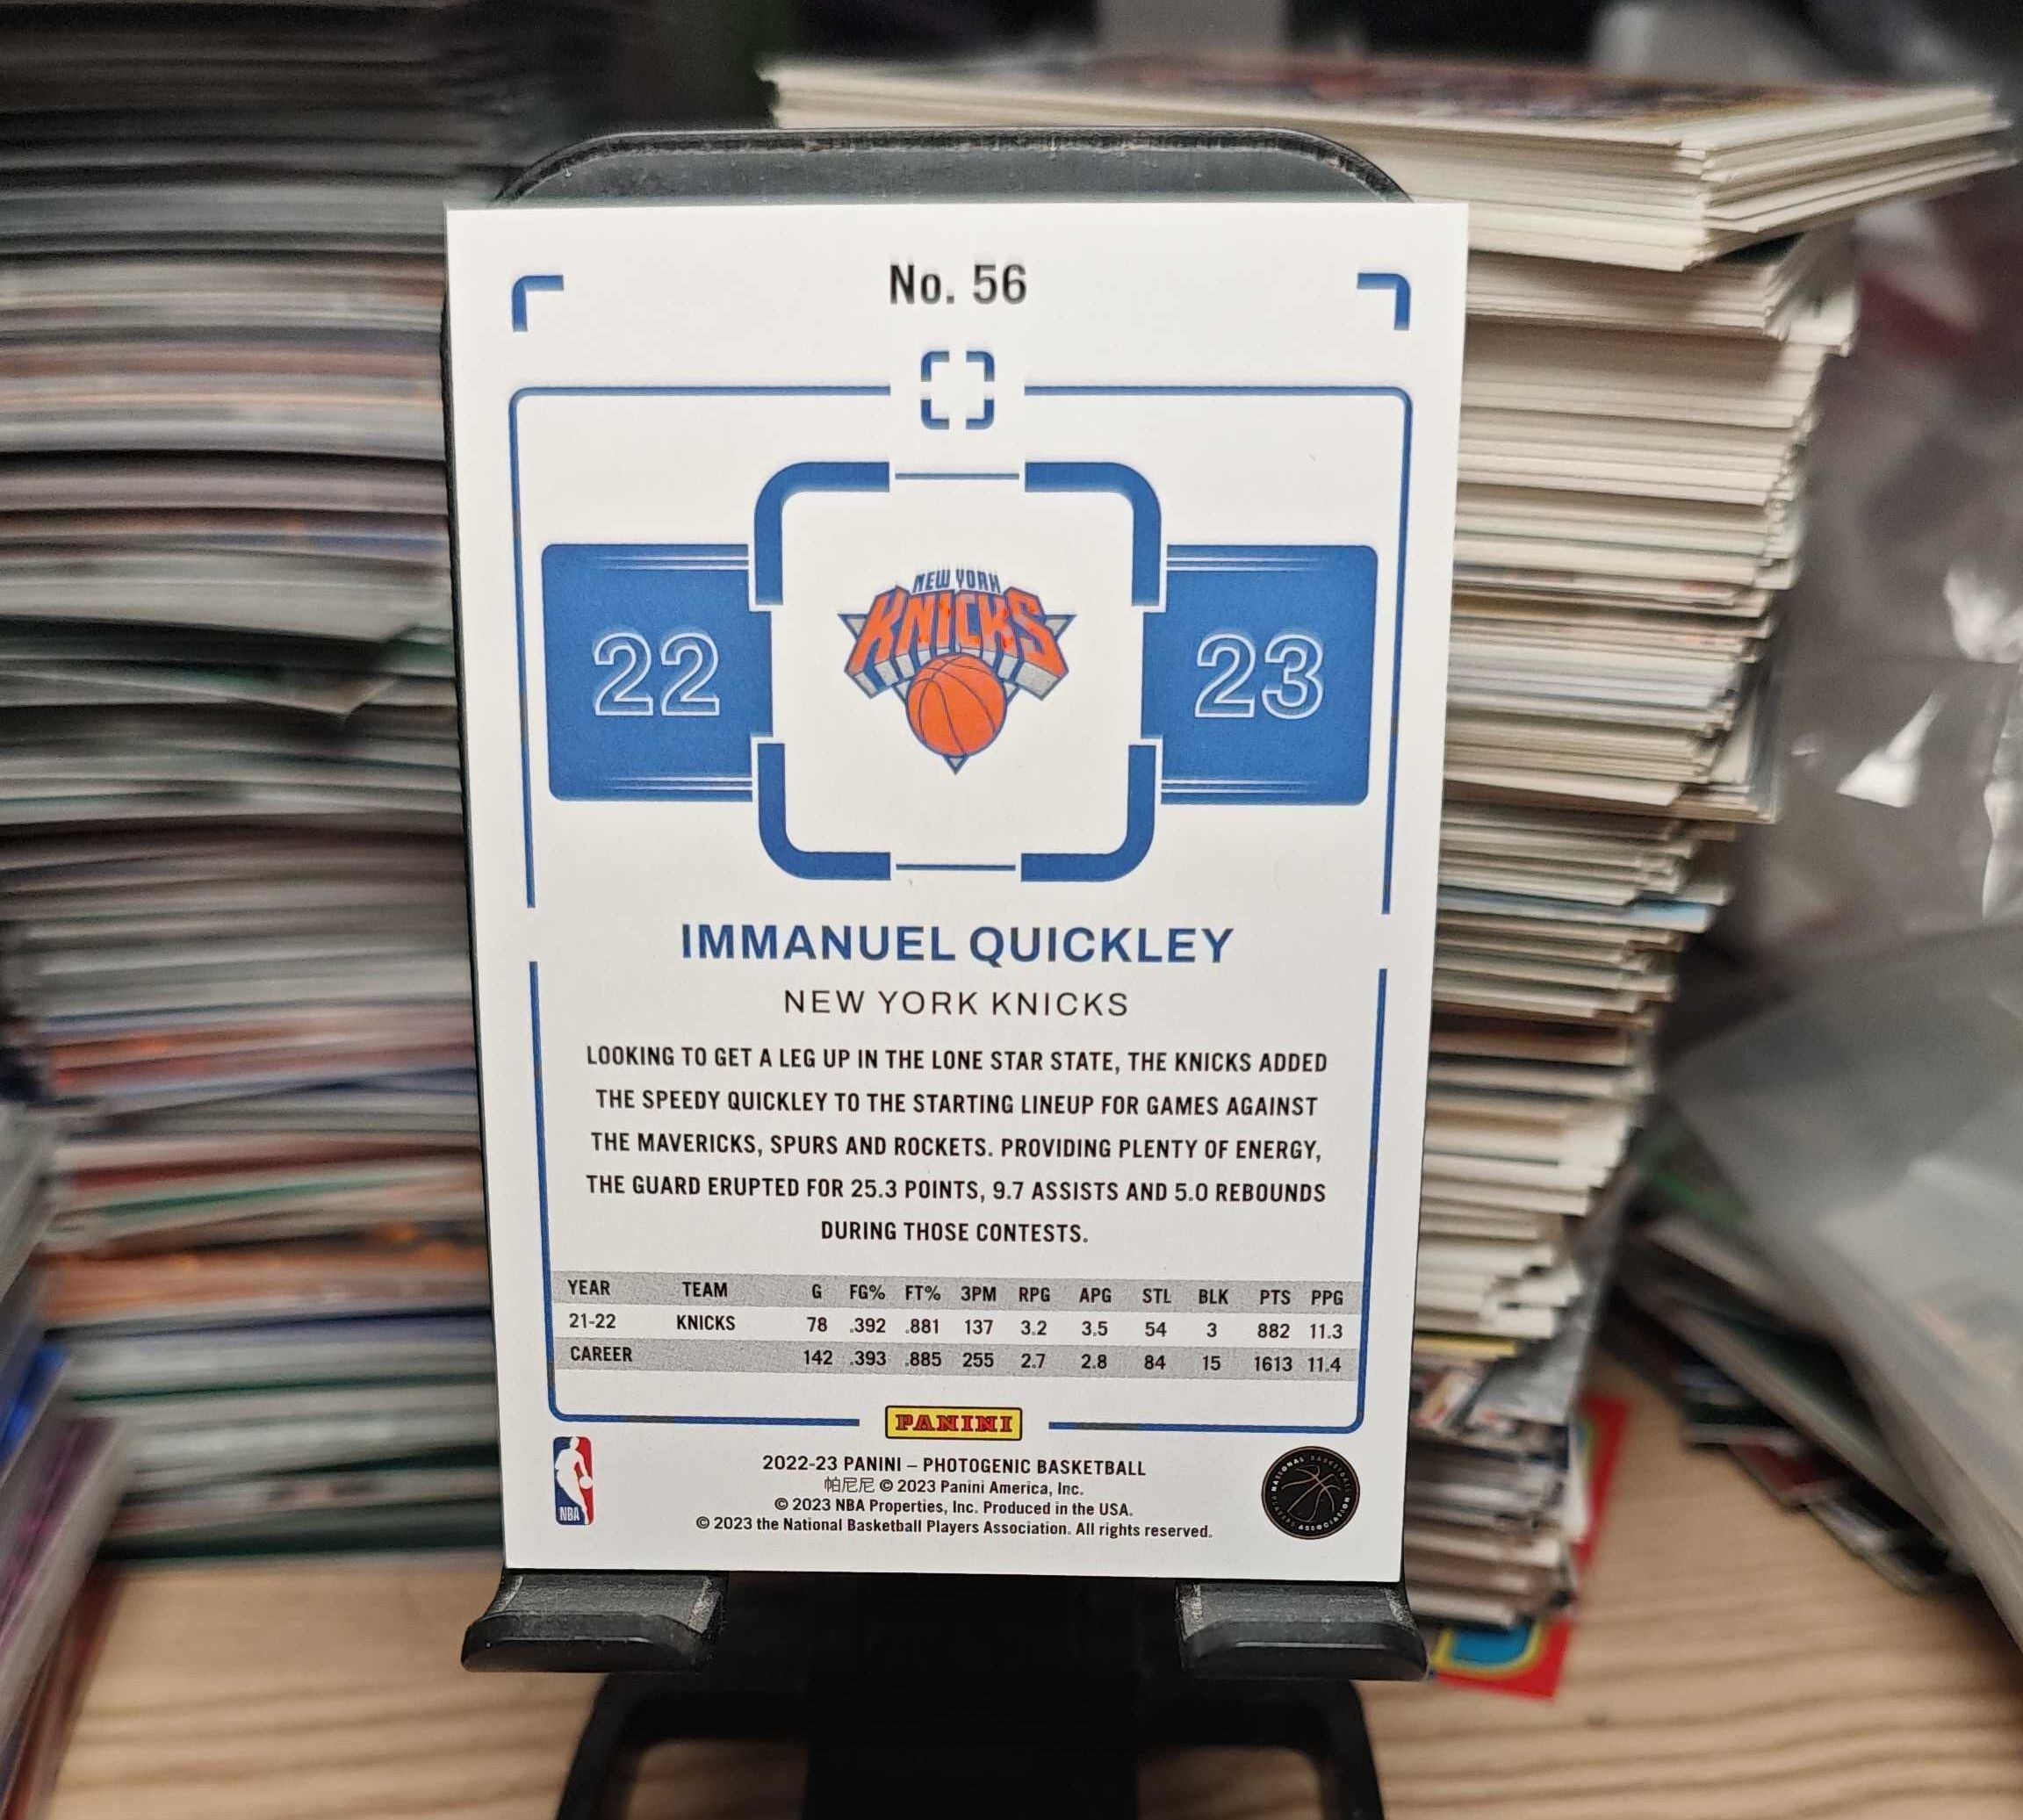 No. 56
22
NEW YORK
KNICKS
23
IMMANUEL QUICKLEY
NEW YORK KNICKS
LOOKING TO GET A LEG UP IN THE LONE STAR STATE, THE KNICKS ADDED
THE SPEEDY QUICKLEY TO THE STARTING LINEUP FOR GAMES AGAINST
THE MAVERICKS, SPURS AND ROCKETS. PROVIDING PLENTY OF ENERGY,
THE GUARD ERUPTED FOR 25.3 POINTS, 9.7 ASSISTS AND 5.0 REBOUNDS
DURING THOSE CONTESTS.
YEAR TEAM G FG% FT% 3PM RPG APG STL BLK PTS PPG
21-22 KNICKS 78 .392 .881 137 3.2 3.5 54 3 882 11.3
CAREER 142 .393 .885 255 2.7 2.8 84 15 1613 11.4
PANINI
2022-23 PANINI – PHOTOGENIC BASKETBALL
帕尼尼 © 2023 Panini America, Inc.
© 2023 NBA Properties, Inc. Produced in the USA.
© 2023 the National Basketball Players Association. All rights reserved.
NBA
NATIONAL BASKETBALL PLAYERS ASSOCIATION